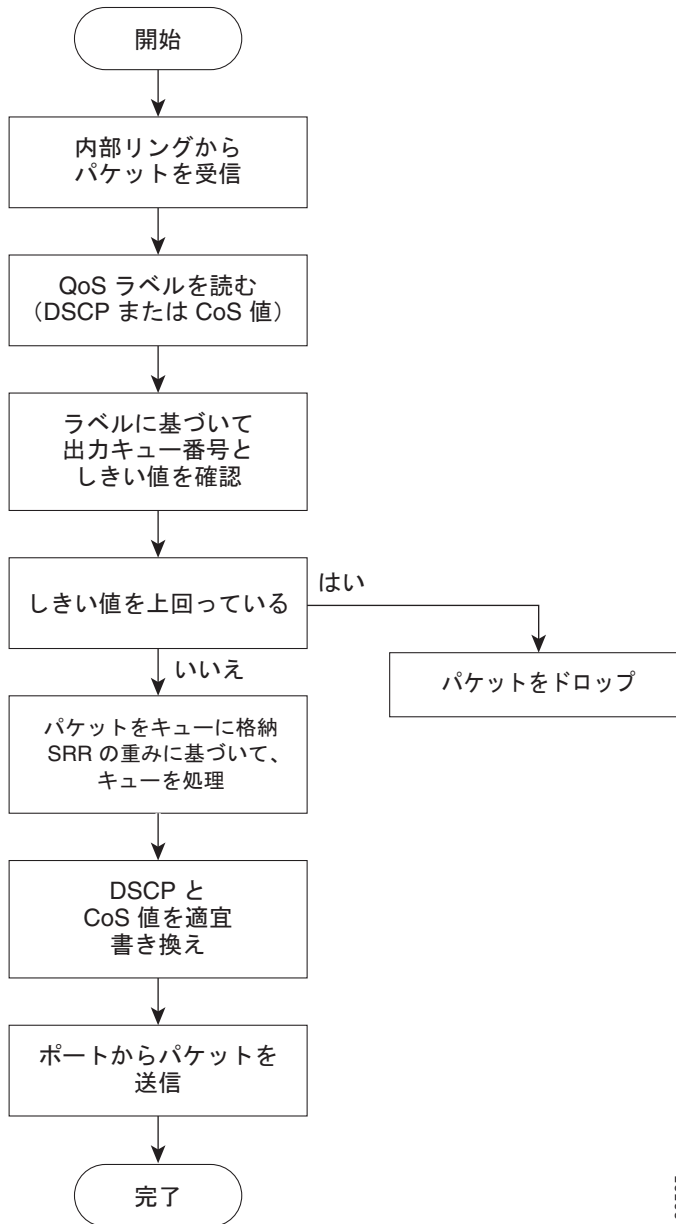 開始
内部リングから
パケットを受信
QoS ラベルを読む
（DSCP または CoS 値）
ラベルに基づいて
出力キュー番号と
しきい値を確認
しきい値を上回っている
はい
いいえ
パケットをドロップ
パケットをキューに格納
SRR の重みに基づいて、
キューを処理
DSCP と
CoS 値を適宜
書き換え
ポートからパケットを
送信
完了